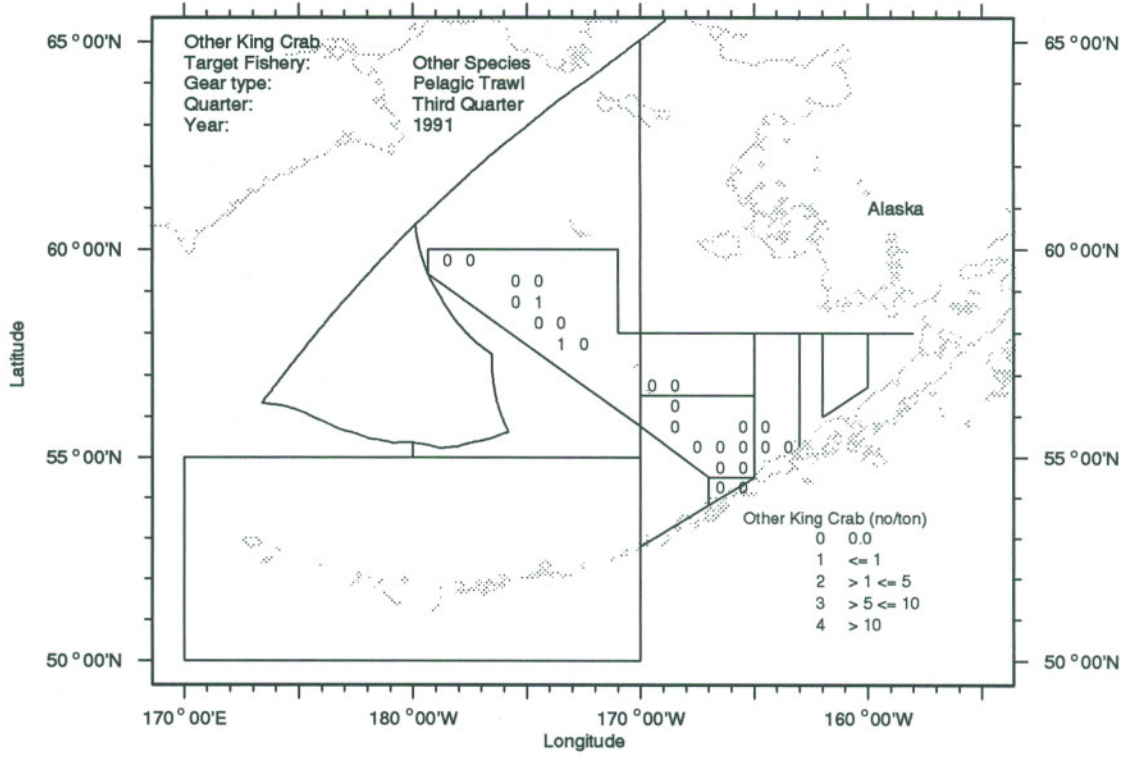 65°00'N 65°00'N
Other King Crab
Target Fishery: Other Species
Gear type: Pelagic Trawl
Quarter: Third Quarter
Year: 1991
Alaska
60°00'N 60°00'N
0 0
0 0
0 1
0 0
1 0
Latitude
0 0
0
0 0 0
0 0 0 0 0
55°00'N 55°00'N
0 0
0 0
Other King Crab (no/ton)
0 0.0
1 <= 1
2 > 1 <= 5
3 > 5 <= 10
4 > 10
50°00'N 50°00'N
170°00'E 180°00'W 170°00'W 160°00'W
Longitude